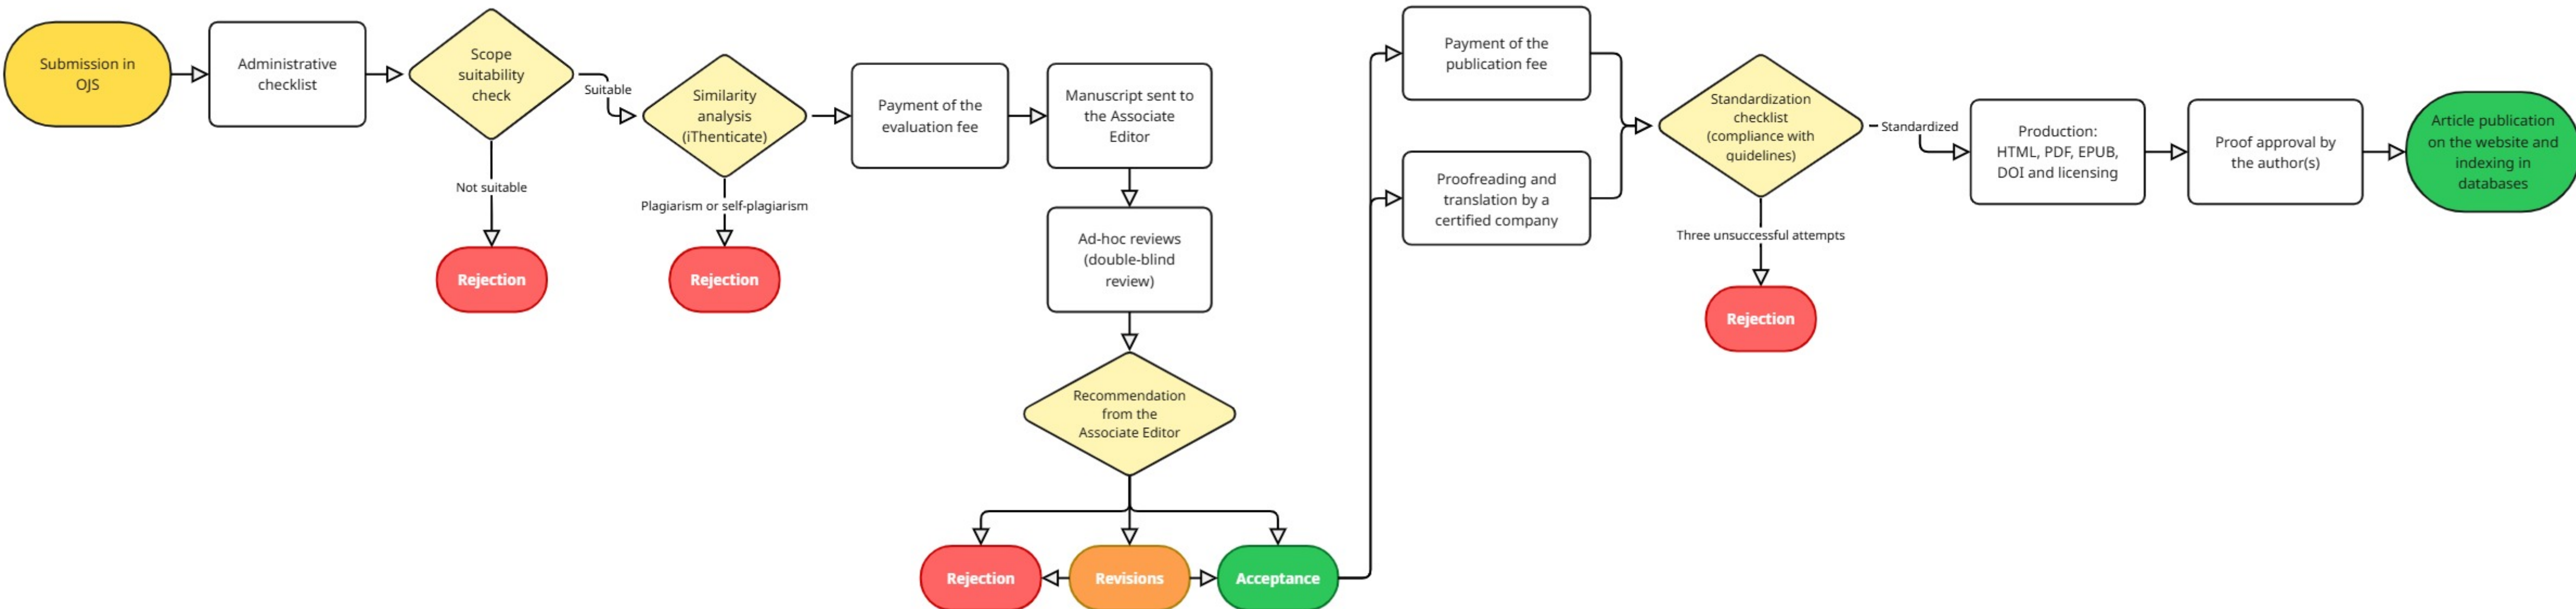 Submission in
OJS
Administrative
checklist
Scope
suitability
check
Suitable
Not suitable
Rejection
Similarity
analysis
(iThenticate)
Plagiarism or self-plagiarism
Rejection
Payment of the
evaluation fee
Manuscript sent to
the Associate
Editor
Ad-hoc reviews
(double-blind
review)
Recommendation
from the
Associate Editor
Rejection
Revisions
Acceptance
Payment of the
publication fee
Proofreading and
translation by a
certified company
Standardization
checklist
(compliance with
guidelines)
Standardized
Three unsuccessful attempts
Rejection
Production:
HTML, PDF, EPUB,
DOI and licensing
Proof approval by
the author(s)
Article publication
on the website and
indexing in
databases